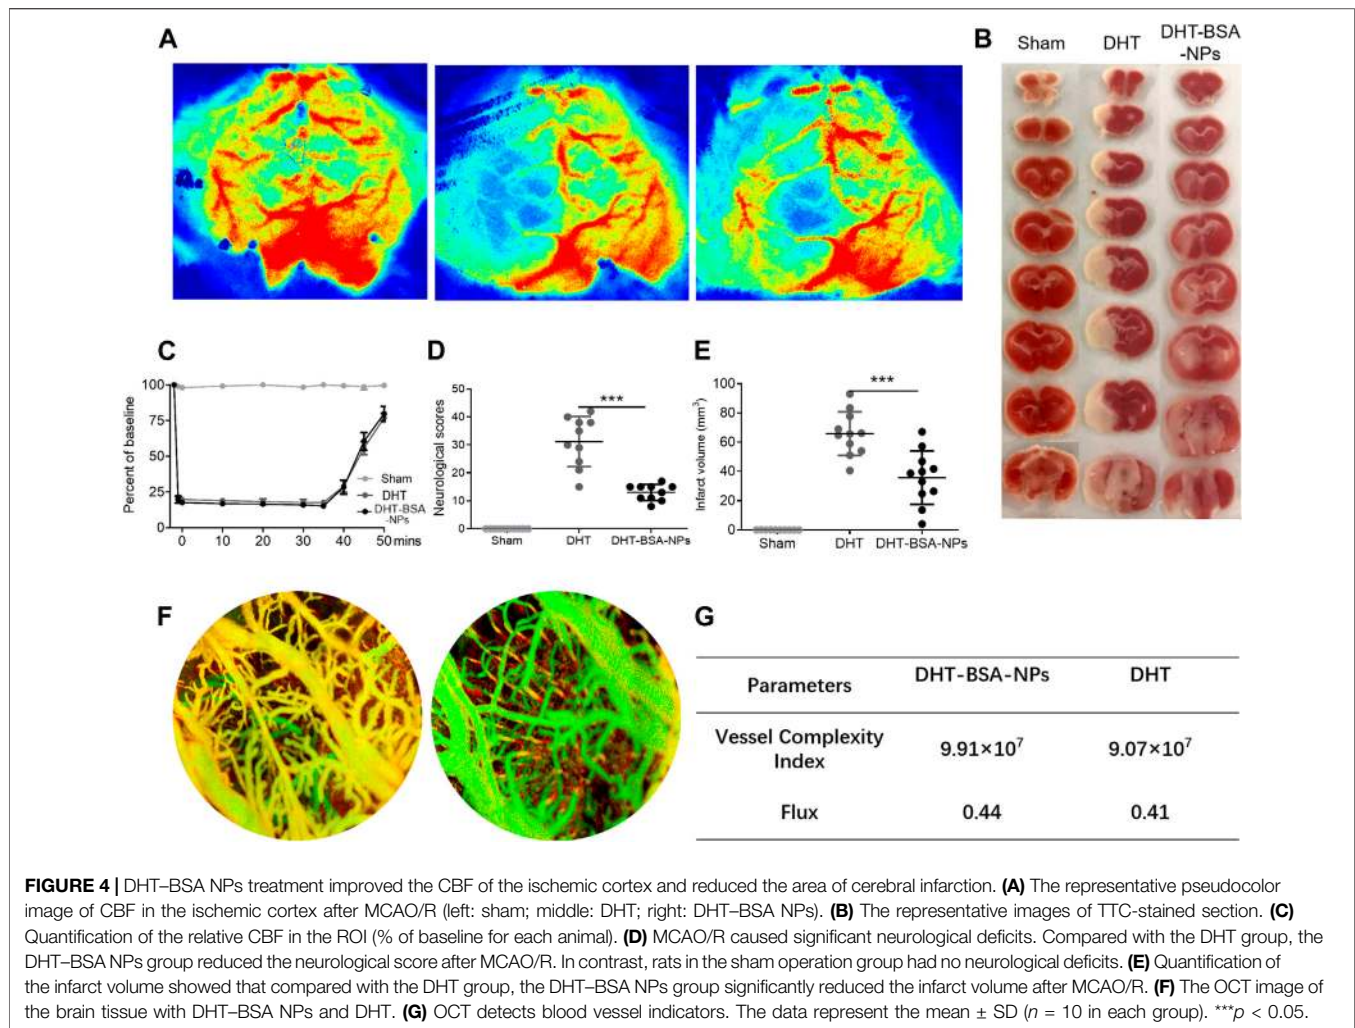 A
B
Sham
DHT
DHT-BSA
-NPs
C
Percent of baseline
100
75
50
25
0
0 10 20 30 40 50 mins
Sham
DHT
DHT-BSA
-NPs
D
Neurological scores
50
40
30
20
10
0
***
Sham DHT DHT-BSA-NPs
E
Infarct volume (mm³)
100
80
60
40
20
0
***
Sham DHT DHT-BSA-NPs
F
G
Parameters DHT-BSA-NPs DHT
Vessel Complexity
Index 9.91×10⁷ 9.07×10⁷
Flux 0.44 0.41
FIGURE 4 | DHT–BSA NPs treatment improved the CBF of the ischemic cortex and reduced the area of cerebral infarction. (A) The representative pseudocolor
image of CBF in the ischemic cortex after MCAO/R (left: sham; middle: DHT; right: DHT–BSA NPs). (B) The representative images of TTC-stained section. (C)
Quantification of the relative CBF in the ROI (% of baseline for each animal). (D) MCAO/R caused significant neurological deficits. Compared with the DHT group, the
DHT–BSA NPs group reduced the neurological score after MCAO/R. In contrast, rats in the sham operation group had no neurological deficits. (E) Quantification of
the infarct volume showed that compared with the DHT group, the DHT–BSA NPs group significantly reduced the infarct volume after MCAO/R. (F) The OCT image of
the brain tissue with DHT–BSA NPs and DHT. (G) OCT detects blood vessel indicators. The data represent the mean ± SD (n = 10 in each group). ***p < 0.05.